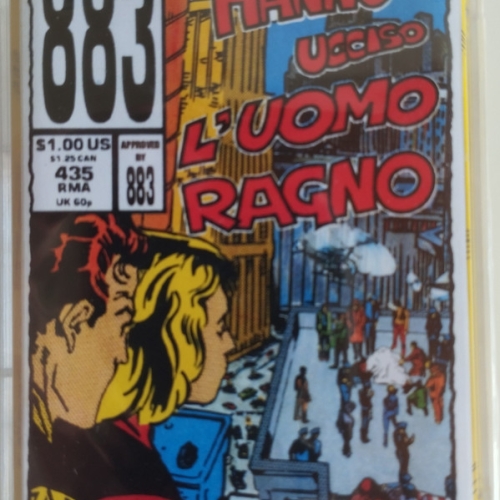 883
HANNO
UCCISO
L'UOMO
RAGNO
$1.00 US
$1.25 CAN
435
RMA
UK 60p
APPROVED
BY
883